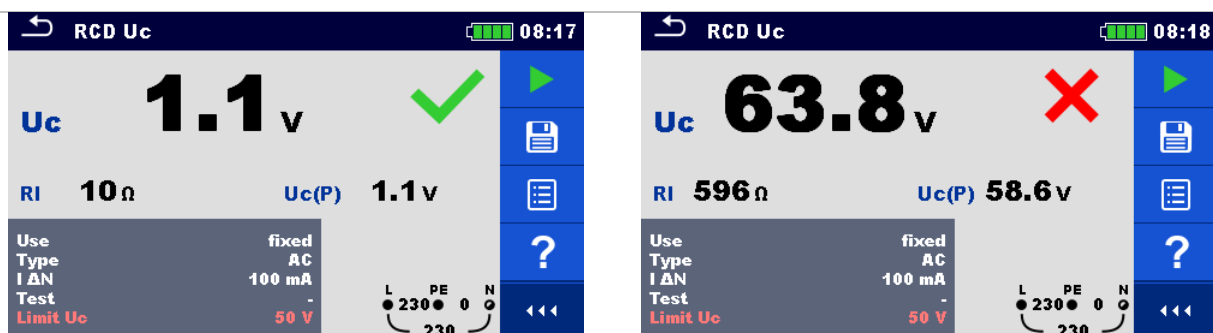 RCD Uc 08:17
Uc 1.1 V
RI 10 Ω Uc(P) 1.1 V
Use fixed
Type AC
I ΔN 100 mA
Test -
Limit Uc 50 V
L PE N
230 0
230
?
RCD Uc 08:18
Uc 63.8 V
RI 596 Ω Uc(P) 58.6 V
Use fixed
Type AC
I ΔN 100 mA
Test -
Limit Uc 50 V
L PE N
230 0
230
?